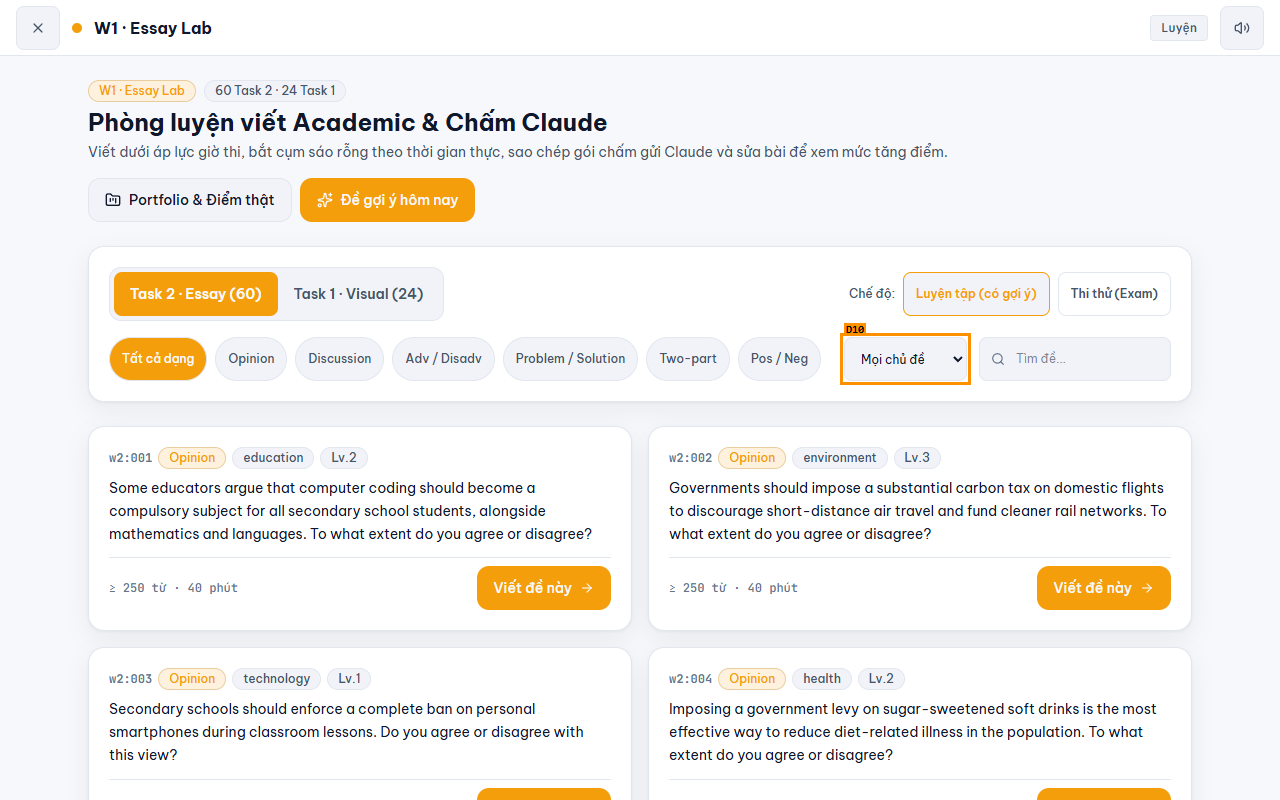 W1 · Essay Lab
Luyện
W1 · Essay Lab
60 Task 2 · 24 Task 1
Phòng luyện viết Academic & Chấm Claude
Viết dưới áp lực giờ thi, bắt cụm sáo rỗng theo thời gian thực, sao chép gói chấm gửi Claude và sửa bài để xem mức tăng điểm.
Portfolio & Điểm thật
Đề gợi ý hôm nay
Task 2 · Essay (60)
Task 1 · Visual (24)
Chế độ:
Luyện tập (có gợi ý)
Thi thử (Exam)
D10
Tất cả dạng
Opinion
Discussion
Adv / Disadv
Problem / Solution
Two-part
Pos / Neg
Mọi chủ đề
Tìm đề...
w2:001 Opinion education Lv.2
Some educators argue that computer coding should become a
compulsory subject for all secondary school students, alongside
mathematics and languages. To what extent do you agree or disagree?
≥ 250 từ · 40 phút
Viết đề này
w2:002 Opinion environment Lv.3
Governments should impose a substantial carbon tax on domestic flights
to discourage short-distance air travel and fund cleaner rail networks. To
what extent do you agree or disagree?
≥ 250 từ · 40 phút
Viết đề này
w2:003 Opinion technology Lv.1
Secondary schools should enforce a complete ban on personal
smartphones during classroom lessons. Do you agree or disagree with
this view?
w2:004 Opinion health Lv.2
Imposing a government levy on sugar-sweetened soft drinks is the most
effective way to reduce diet-related illness in the population. To what
extent do you agree or disagree?